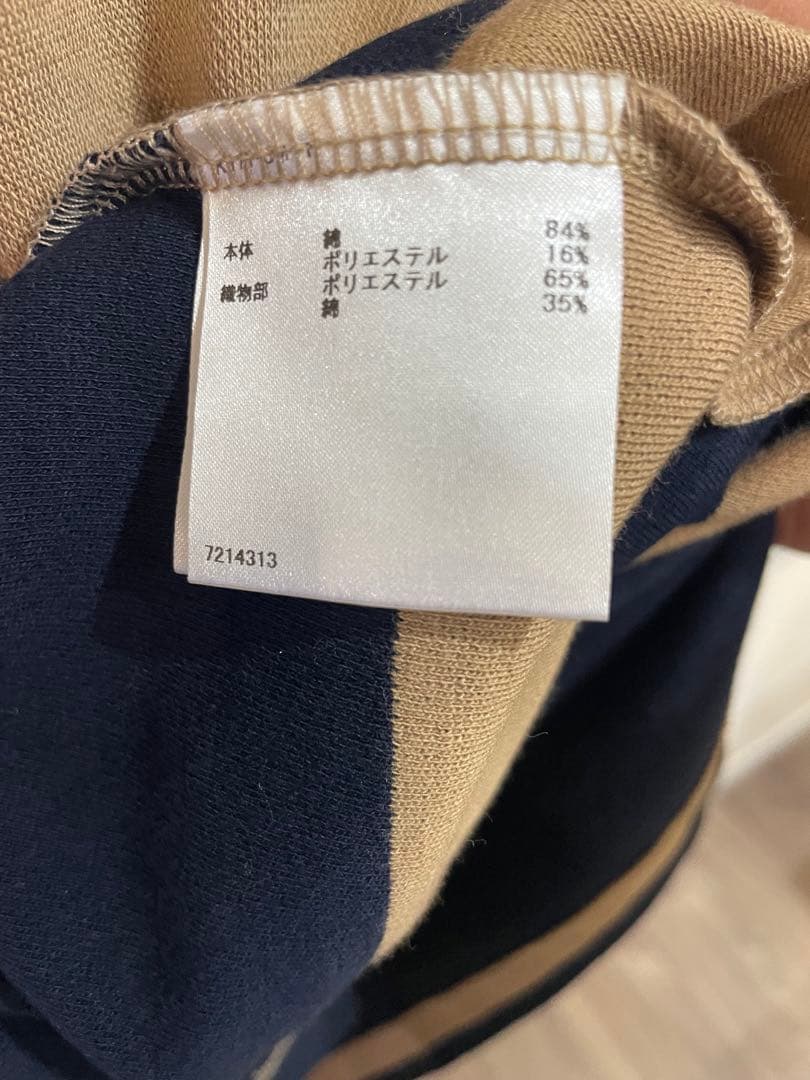 本体 綿 84%
ポリエステル 16%
織物部 ポリエステル 65%
綿 35%
7214313